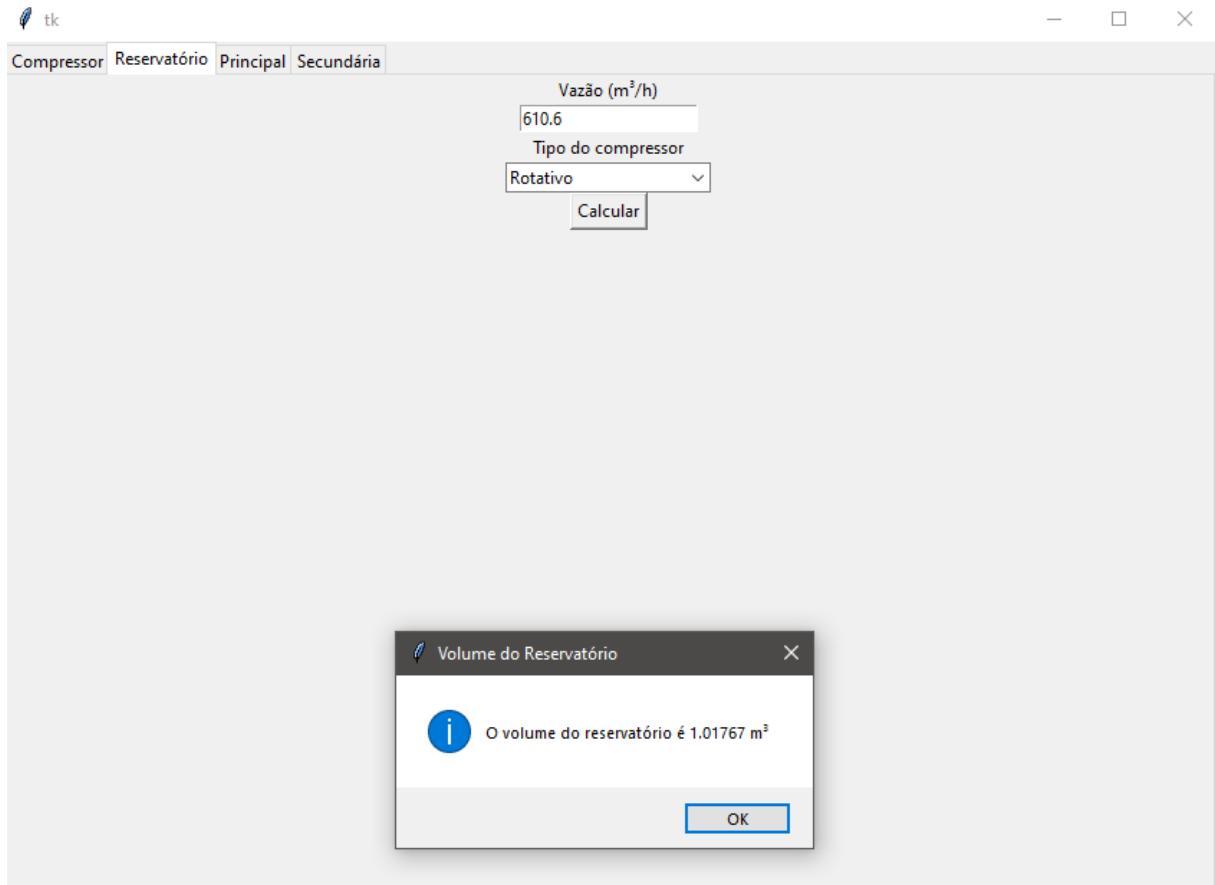 tk
Compressor Reservatório Principal Secundária
Vazão (m³/h)
610.6
Tipo do compressor
Rotativo
Calcular
Volume do Reservatório
O volume do reservatório é 1.01767 m³
OK